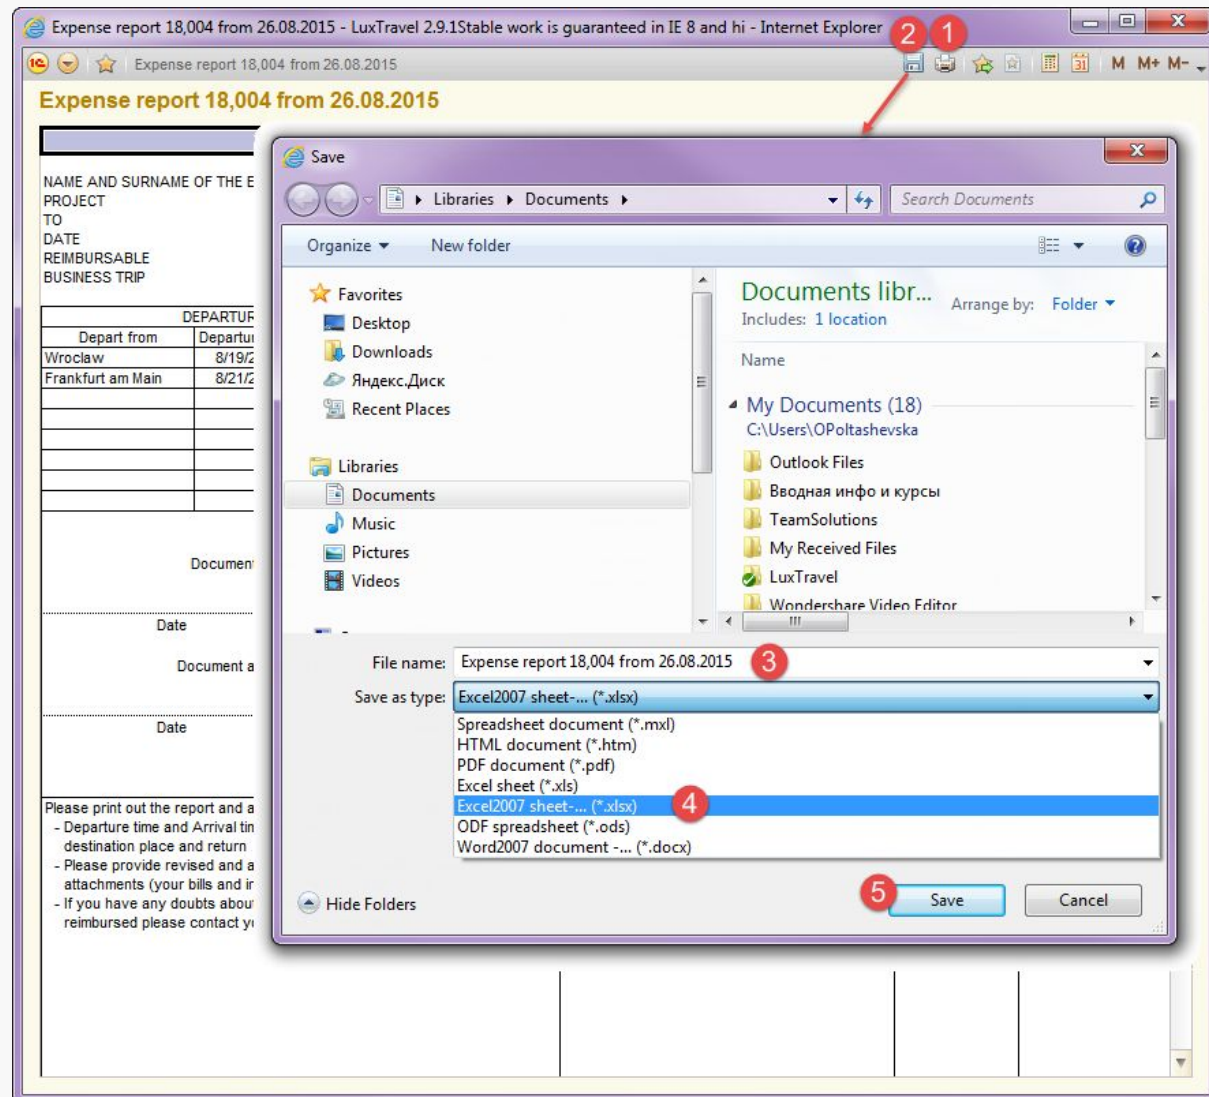 Expense report 18,004 from 26.08.2015 - LuxTravel 2.9.1Stable work is guaranteed in IE 8 and hi - Internet Explorer
2 1
Expense report 18,004 from 26.08.2015
31 M M+ M-
Expense report 18,004 from 26.08.2015
NAME AND SURNAME OF THE E
PROJECT
TO
DATE
REIMBURSABLE
BUSINESS TRIP
DEPARTUR
Depart from Departur
Wroclaw 8/19/2
Frankfurt am Main 8/21/2
Document
Date
Document a
Date
Please print out the report and a
- Departure time and Arrival tim
destination place and return
- Please provide revised and a
attachments (your bills and in
- If you have any doubts about
reimbursed please contact yo
Save
Libraries Documents
Search Documents
Organize New folder
Favorites
Desktop
Downloads
Яндекс.Диск
Recent Places
Libraries
Documents
Music
Pictures
Videos
Documents libr...
Includes: 1 location
Arrange by: Folder
Name
My Documents (18)
C:\Users\OPoltashevska
Outlook Files
Вводная инфо и курсы
TeamSolutions
My Received Files
LuxTravel
Wondershare Video Editor
File name: Expense report 18,004 from 26.08.2015 3
Save as type: Excel2007 sheet-... (*.xlsx)
Spreadsheet document (*.mxl)
HTML document (*.htm)
PDF document (*.pdf)
Excel sheet (*.xls)
Excel2007 sheet-... (*.xlsx) 4
ODF spreadsheet (*.ods)
Word2007 document -... (*.docx)
Hide Folders
5 Save Cancel